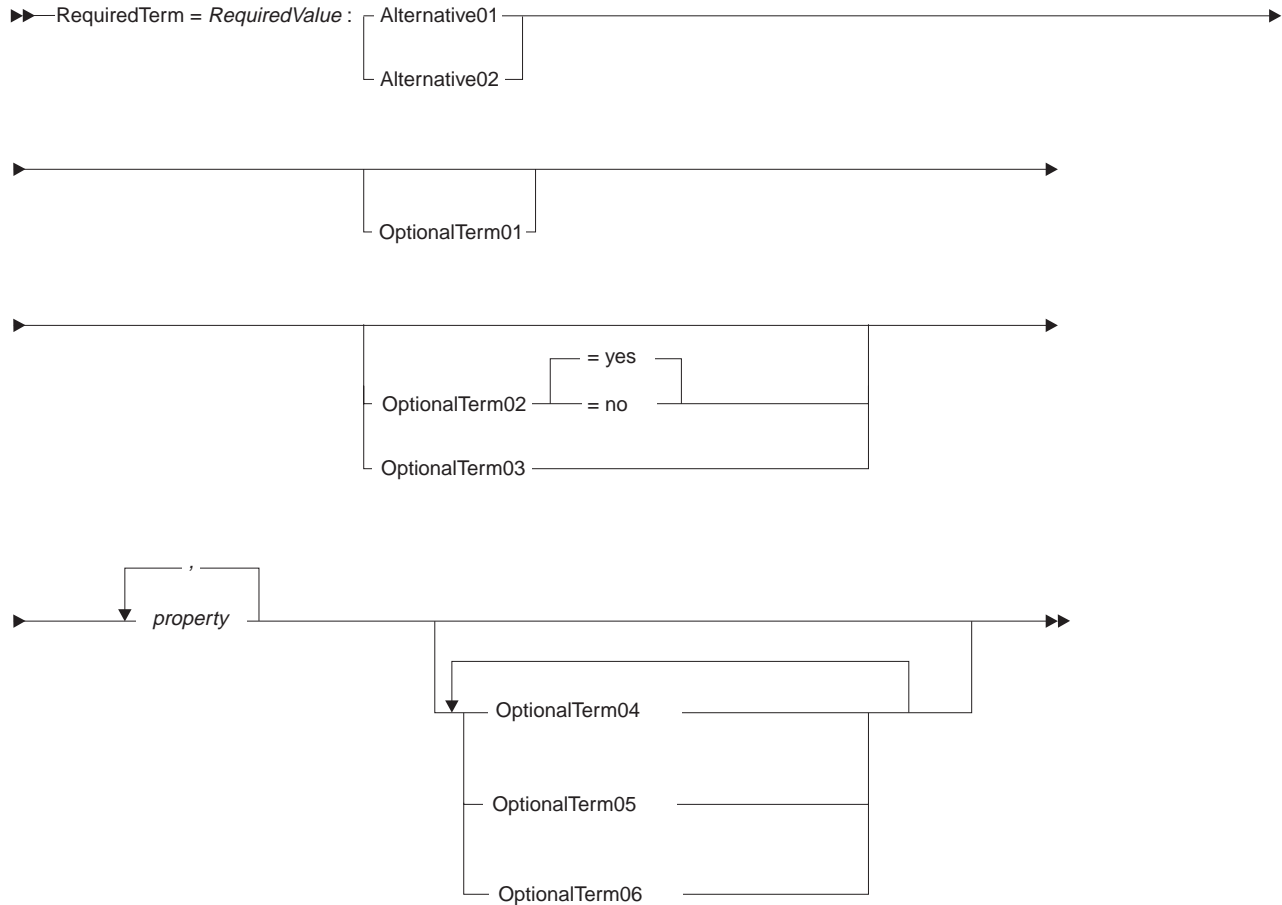 RequiredTerm = RequiredValue : Alternative01
Alternative02
OptionalTerm01
= yes
OptionalTerm02 = no
OptionalTerm03
,
property
OptionalTerm04
OptionalTerm05
OptionalTerm06